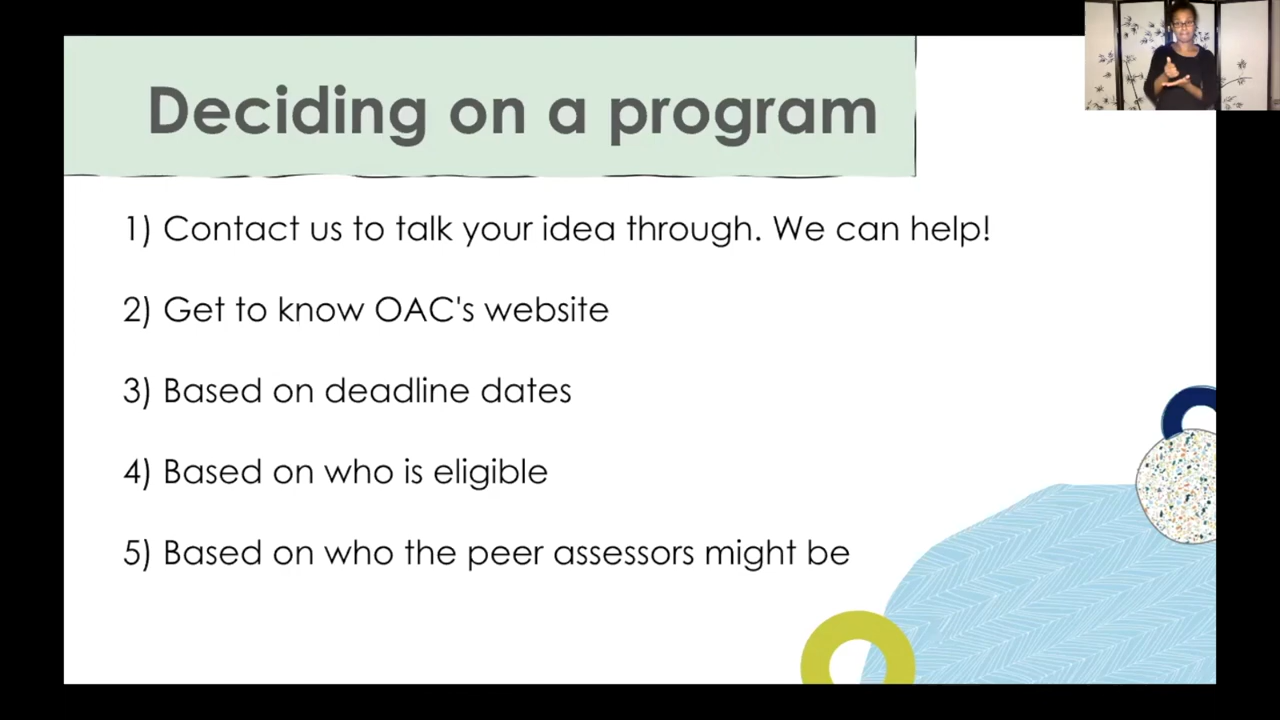 Deciding on a program
1) Contact us to talk your idea through. We can help!
2) Get to know OAC's website
3) Based on deadline dates
4) Based on who is eligible
5) Based on who the peer assessors might be